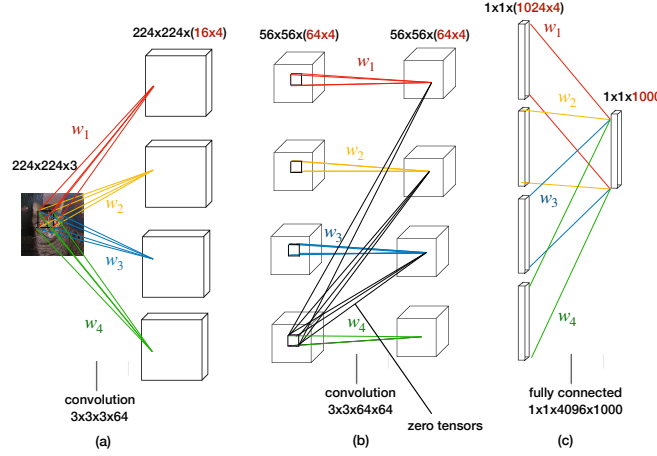 224x224x(16x4)
56x56x(64x4)
56x56x(64x4)
1x1x(1024x4)
w1
w1
w1
1x1x1000
w2
w2
224x224x3
w2
w3
w3
w3
w4
w4
w4
convolution
3x3x3x64
convolution
3x3x64x64
zero tensors
fully connected
1x1x4096x1000
(a)
(b)
(c)